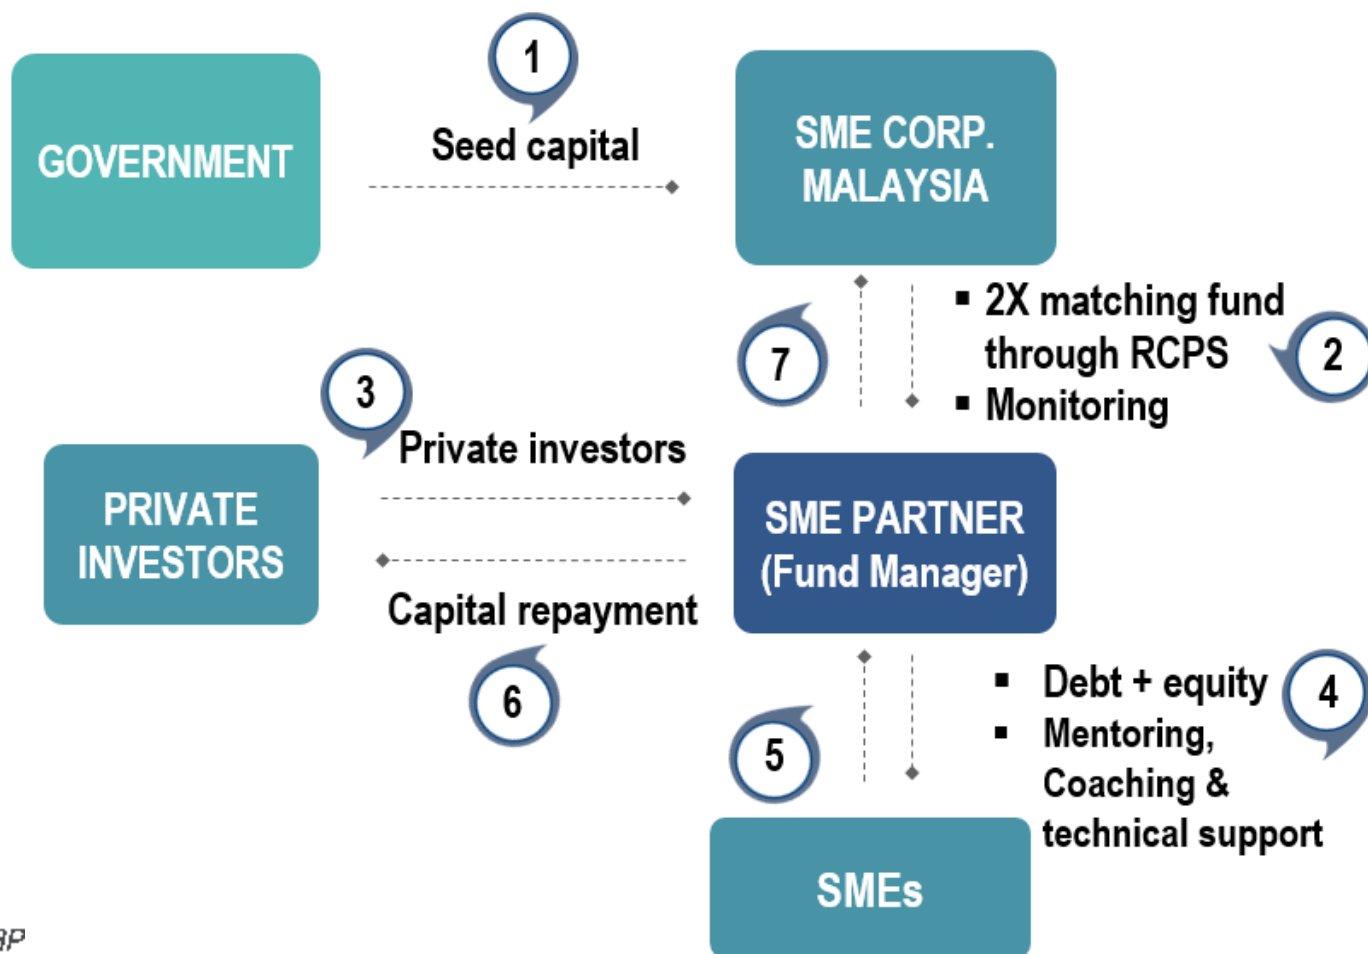 1
GOVERNMENT
Seed capital
SME CORP.
MALAYSIA
7
▪ 2X matching fund
through RCPS
▪ Monitoring
2
3
Private investors
PRIVATE
INVESTORS
SME PARTNER
(Fund Manager)
Capital repayment
6
5
▪ Debt + equity
▪ Mentoring,
Coaching &
technical support
4
SMEs